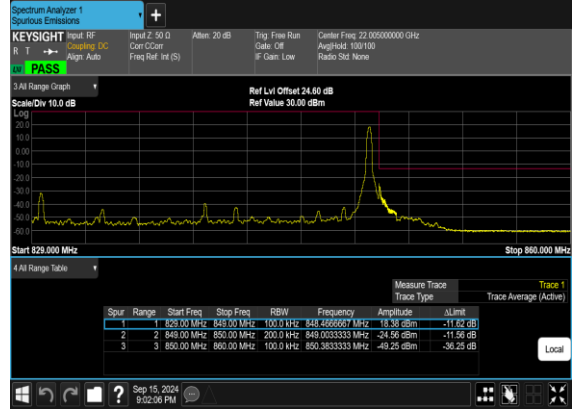 Spectrum Analyzer 1
Spurious Emissions
+
KEYSIGHT Input: RF Input Z: 50 Ω Atten: 20 dB Trig: Free Run Center Freq: 22.005000000 GHz
R T Coupling: DC Corr CCorr Gate: Off Avg|Hold: 100/100
Align: Auto Freq Ref: Int (S) IF Gain: Low Radio Std: None
PASS
3 All Range Graph
Ref Lvl Offset 24.60 dB
Scale/Div 10.0 dB Ref Value 30.00 dBm
Log
20.0
10.0
0.00
-10.0
-20.0
-30.0
-40.0
-50.0
-60.0
Start 829.000 MHz Stop 860.000 MHz
4 All Range Table
Measure Trace Trace 1
Trace Type Trace Average (Active)
Spur Range Start Freq Stop Freq RBW Frequency Amplitude ΔLimit
1 1 829.00 MHz 849.00 MHz 100.0 kHz 848.4666667 MHz 18.38 dBm -11.62 dB
2 2 849.00 MHz 850.00 MHz 200.0 kHz 849.0033333 MHz -24.56 dBm -11.56 dB
3 3 850.00 MHz 860.00 MHz 100.0 kHz 850.3833333 MHz -49.25 dBm -36.25 dB
Local
? Sep 15, 2024
9:02:06 PM